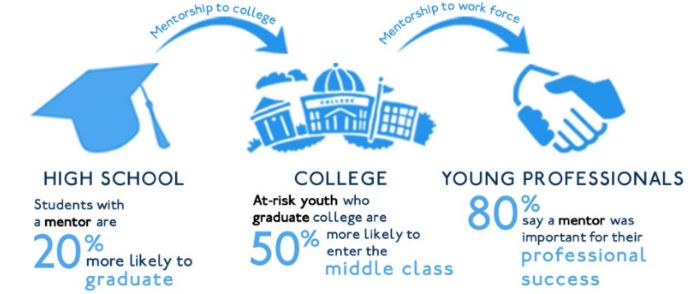 Mentorship to college
Mentorship to work force
COLLEGE
HIGH SCHOOL
Students with
a mentor are
20%
more likely to
graduate
COLLEGE
At-risk youth who
graduate college are
50% more likely to
enter the
middle class
YOUNG PROFESSIONALS
80%
say a mentor was
important for their
professional
success